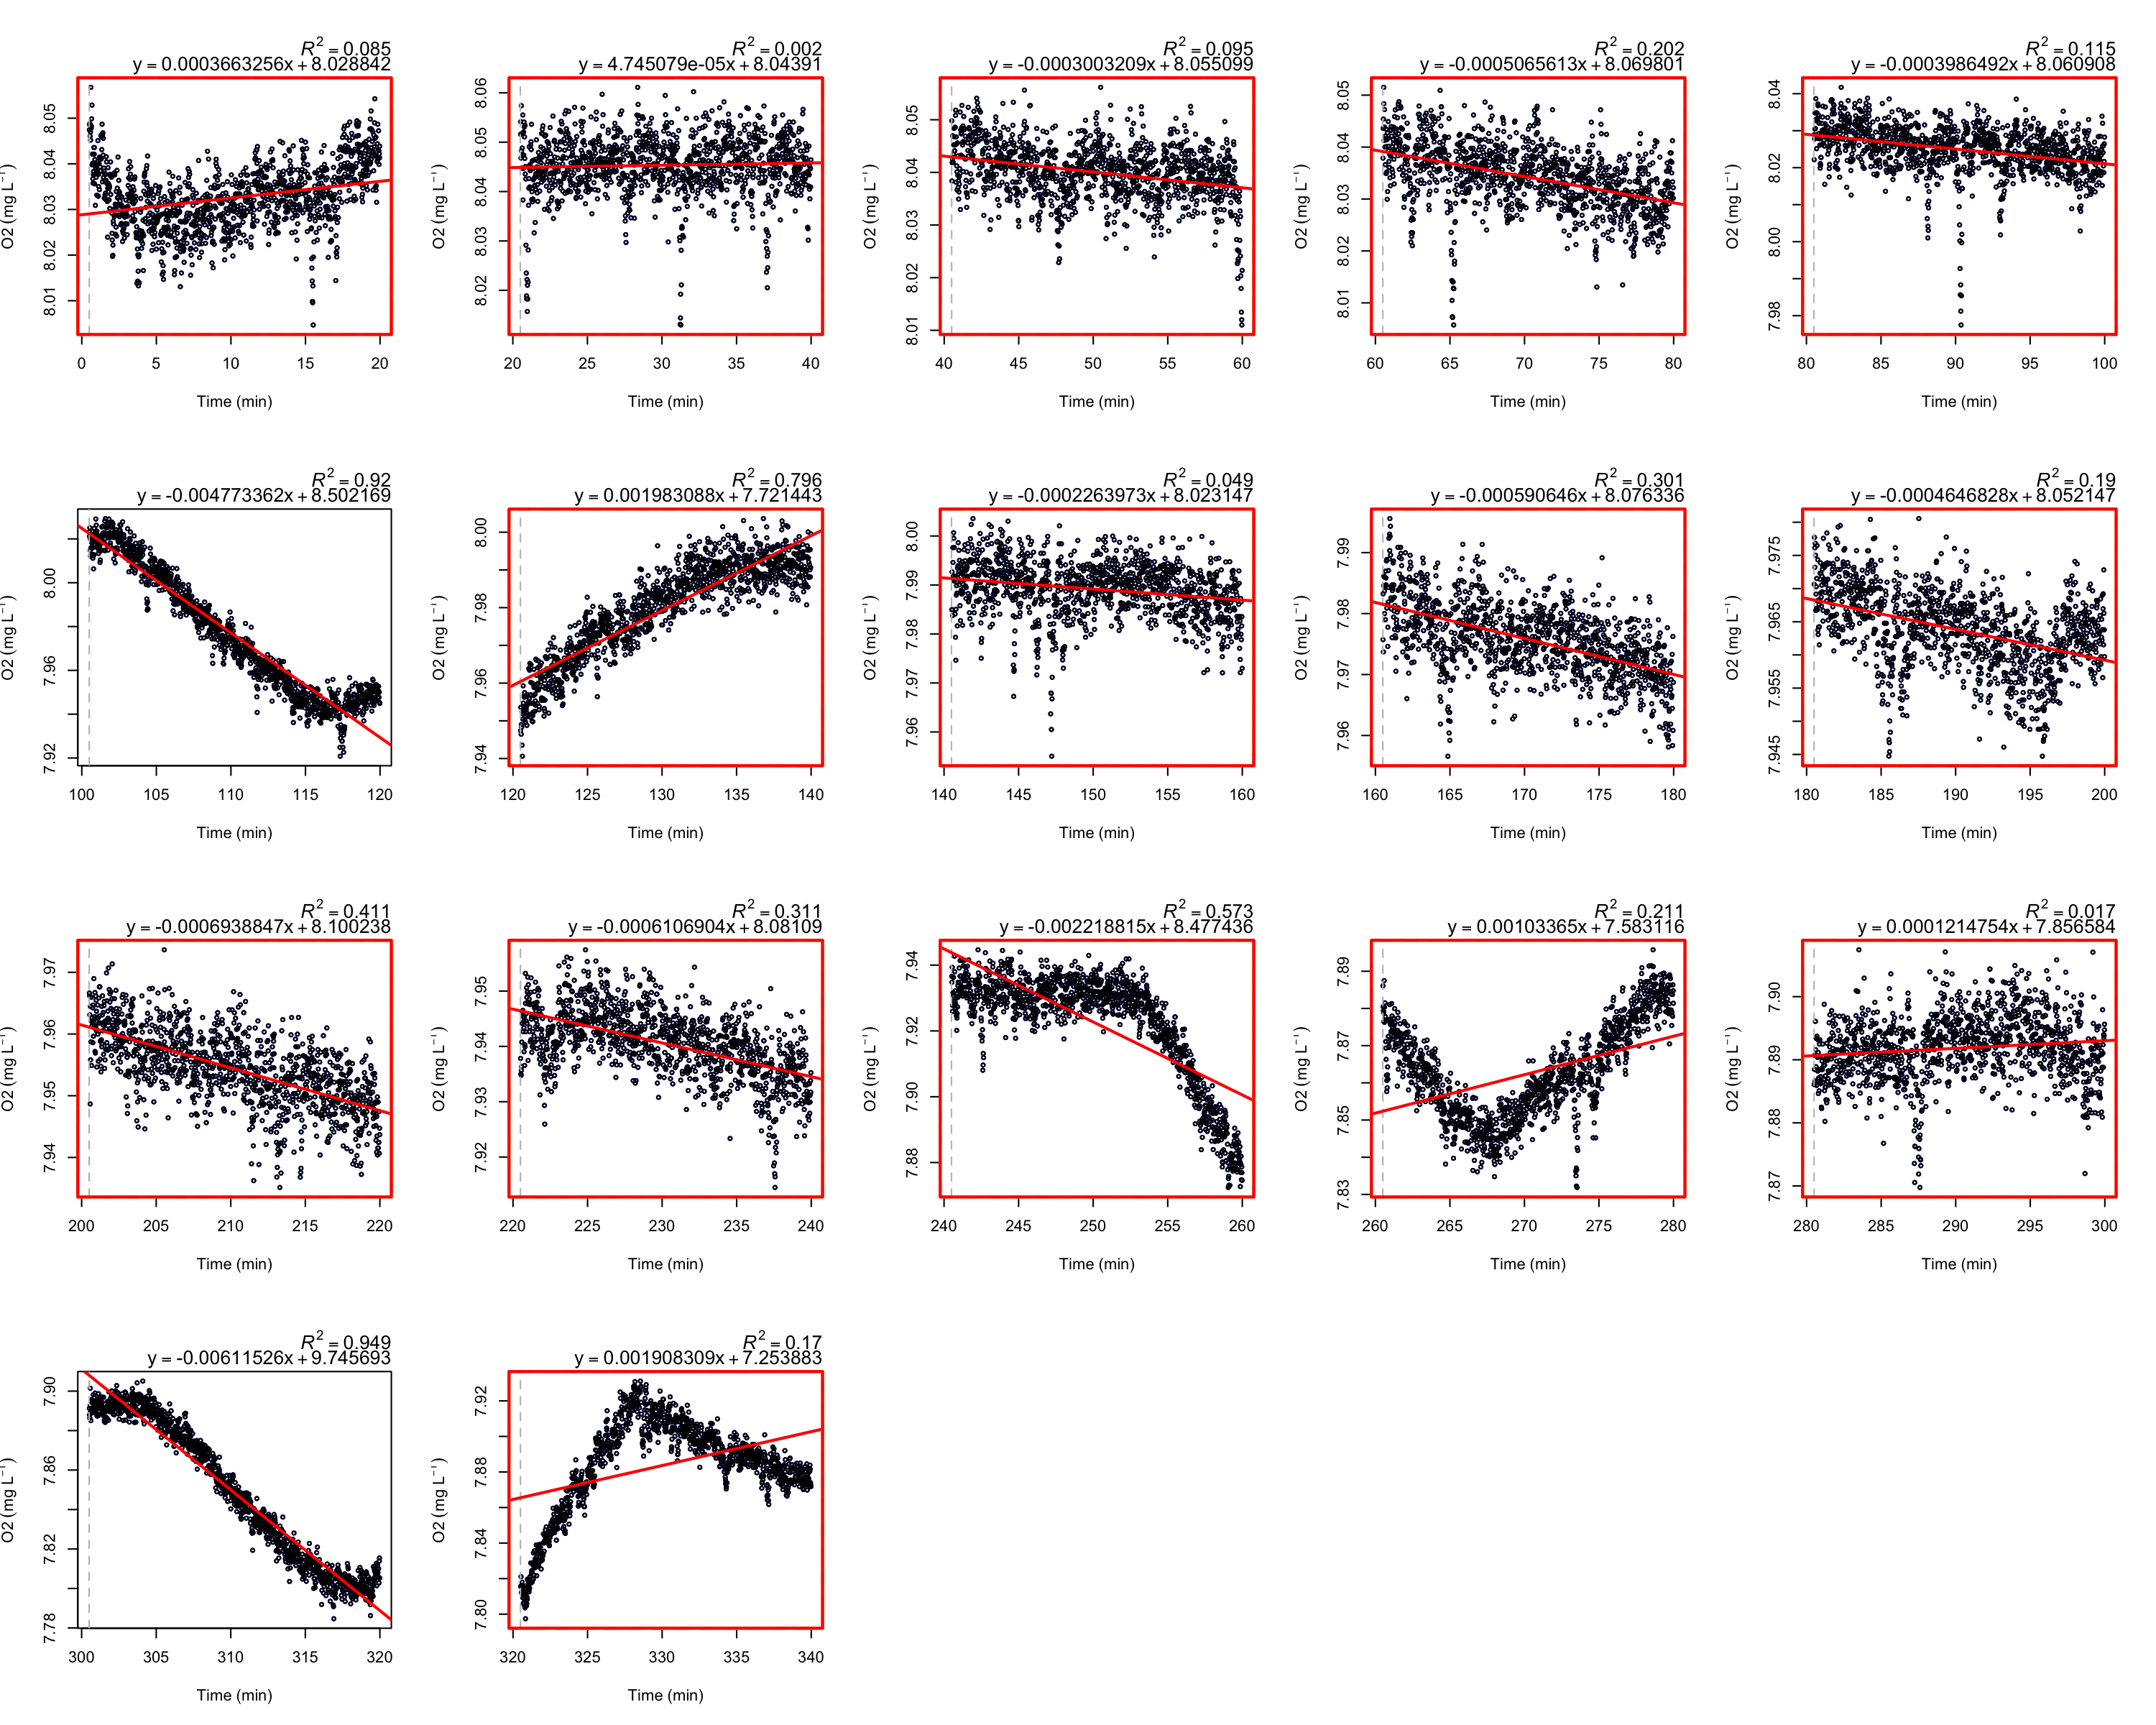 R² = 0.085
y = 0.0003663256x + 8.028842
O2 (mg L⁻¹)
8.01 8.02 8.03 8.04 8.05
0 5 10 15 20
Time (min)
R² = 0.002
y = 4.745079e-05x + 8.04391
O2 (mg L⁻¹)
8.02 8.03 8.04 8.05 8.06
20 25 30 35 40
Time (min)
R² = 0.095
y = -0.0003003209x + 8.055099
O2 (mg L⁻¹)
8.01 8.02 8.03 8.04 8.05
40 45 50 55 60
Time (min)
R² = 0.202
y = -0.0005065613x + 8.069801
O2 (mg L⁻¹)
8.01 8.02 8.03 8.04 8.05
60 65 70 75 80
Time (min)
R² = 0.115
y = -0.0003986492x + 8.060908
O2 (mg L⁻¹)
7.98 8.00 8.02 8.04
80 85 90 95 100
Time (min)
R² = 0.92
y = -0.004773362x + 8.502169
O2 (mg L⁻¹)
7.92 7.96 8.00
100 105 110 115 120
Time (min)
R² = 0.796
y = 0.001983088x + 7.721443
O2 (mg L⁻¹)
7.94 7.96 7.98 8.00
120 125 130 135 140
Time (min)
R² = 0.049
y = -0.0002263973x + 8.023147
O2 (mg L⁻¹)
7.96 7.97 7.98 7.99 8.00
140 145 150 155 160
Time (min)
R² = 0.301
y = -0.000590646x + 8.076336
O2 (mg L⁻¹)
7.96 7.97 7.98 7.99
160 165 170 175 180
Time (min)
R² = 0.19
y = -0.0004646828x + 8.052147
O2 (mg L⁻¹)
7.945 7.955 7.965 7.975
180 185 190 195 200
Time (min)
R² = 0.411
y = -0.0006938847x + 8.100238
O2 (mg L⁻¹)
7.94 7.95 7.96 7.97
200 205 210 215 220
Time (min)
R² = 0.311
y = -0.0006106904x + 8.08109
O2 (mg L⁻¹)
7.92 7.93 7.94 7.95
220 225 230 235 240
Time (min)
R² = 0.573
y = -0.002218815x + 8.477436
O2 (mg L⁻¹)
7.88 7.90 7.92 7.94
240 245 250 255 260
Time (min)
R² = 0.211
y = 0.00103365x + 7.583116
O2 (mg L⁻¹)
7.83 7.85 7.87 7.89
260 265 270 275 280
Time (min)
R² = 0.017
y = 0.0001214754x + 7.856584
O2 (mg L⁻¹)
7.87 7.88 7.89 7.90
280 285 290 295 300
Time (min)
R² = 0.949
y = -0.00611526x + 9.745693
O2 (mg L⁻¹)
7.78 7.82 7.86 7.90
300 305 310 315 320
Time (min)
R² = 0.17
y = 0.001908309x + 7.253883
O2 (mg L⁻¹)
7.80 7.84 7.88 7.92
320 325 330 335 340
Time (min)